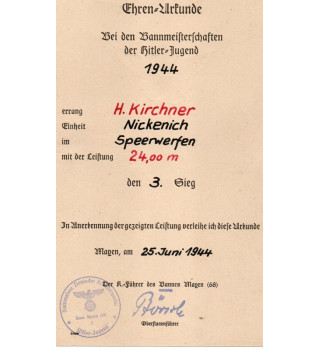 Ehren-Urkunde
Bei den Bannmeisterschaften
der Hitler-Jugend
1944
errang H. Kirchner
Einheit Nickenich
im Speerwerfen
mit der Leistung 24,00 m
den 3. Sieg
In Anerkennung der gezeigten Leistung verleihe ich diese Urkunde
Mayen, am 25. Juni 1944
Der K.-Führer des Bannes Mayen (68)
Oberstammführer